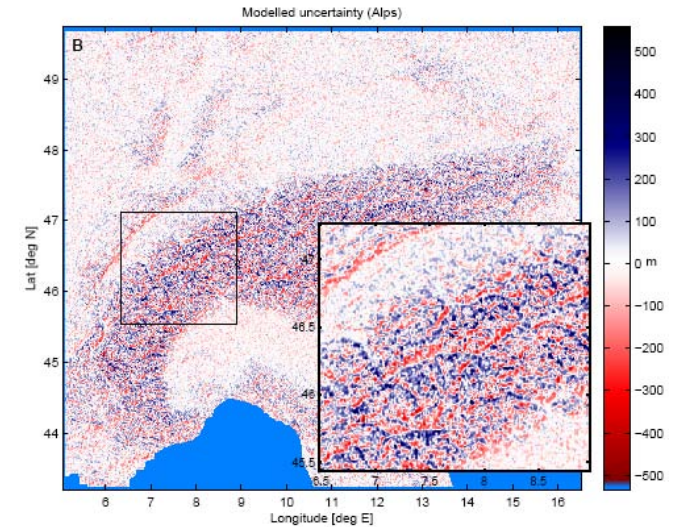 Modelled uncertainty (Alps)
B
49
48
47
46
45
44
Lat [deg N]
6 7 8 9 10 11 12 13 14 15 16
Longitude [deg E]
47
46.5
46
45.5
6.5 7 7.5 8 8.5
500
400
300
200
100
0 m
−100
−200
−300
−400
−500